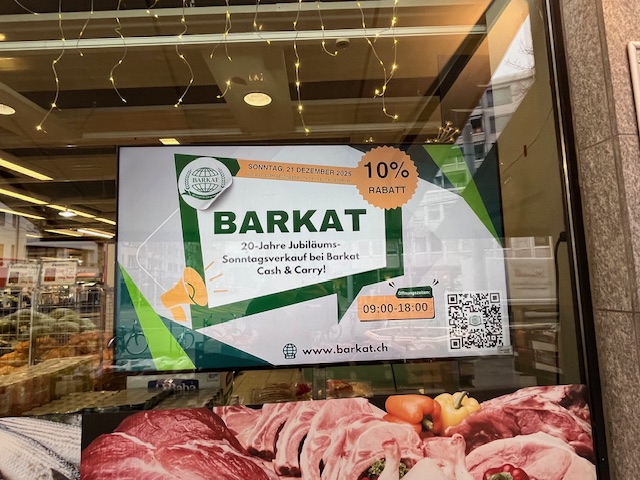 SONNTAG, 21 DEZEMBER 2025
10%
RABATT
BARKAT
BARKAT
20-Jahre Jubiläums-
Sonntagsverkauf bei Barkat
Cash & Carry!
Öffnungszeiten:
09:00-18:00
www.barkat.ch